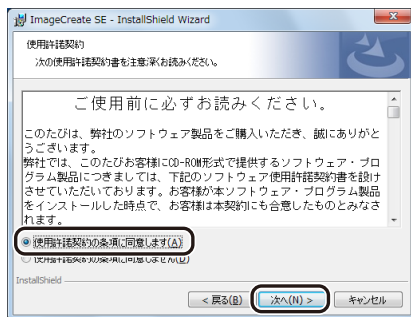 ImageCreate SE - InstallShield Wizard
使用許諾契約
次の使用許諾契約書を注意深くお読みください。
ご使用前に必ずお読みください。
このたびは、弊社のソフトウェア製品をご購入いただき、誠にありがと
うございます。
弊社では、このたびお客様にCD-ROM形式で提供するソフトウェア・プロ
グラム製品につきましては、下記のソフトウェア使用許諾契約書を設け
させていただいております。お客様が本ソフトウェア・プログラム製品
をインストールした時点で、お客様は本契約にも合意したものとみなさ
れます。
使用許諾契約の条項に同意します(A)
使用許諾契約の条項に同意しません(D)
InstallShield
< 戻る(B) 次へ(N) > キャンセル